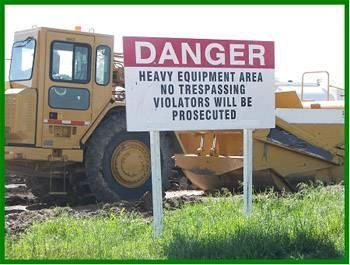 DANGER
HEAVY EQUIPMENT AREA
NO TRESPASSING
VIOLATORS WILL BE
PROSECUTED